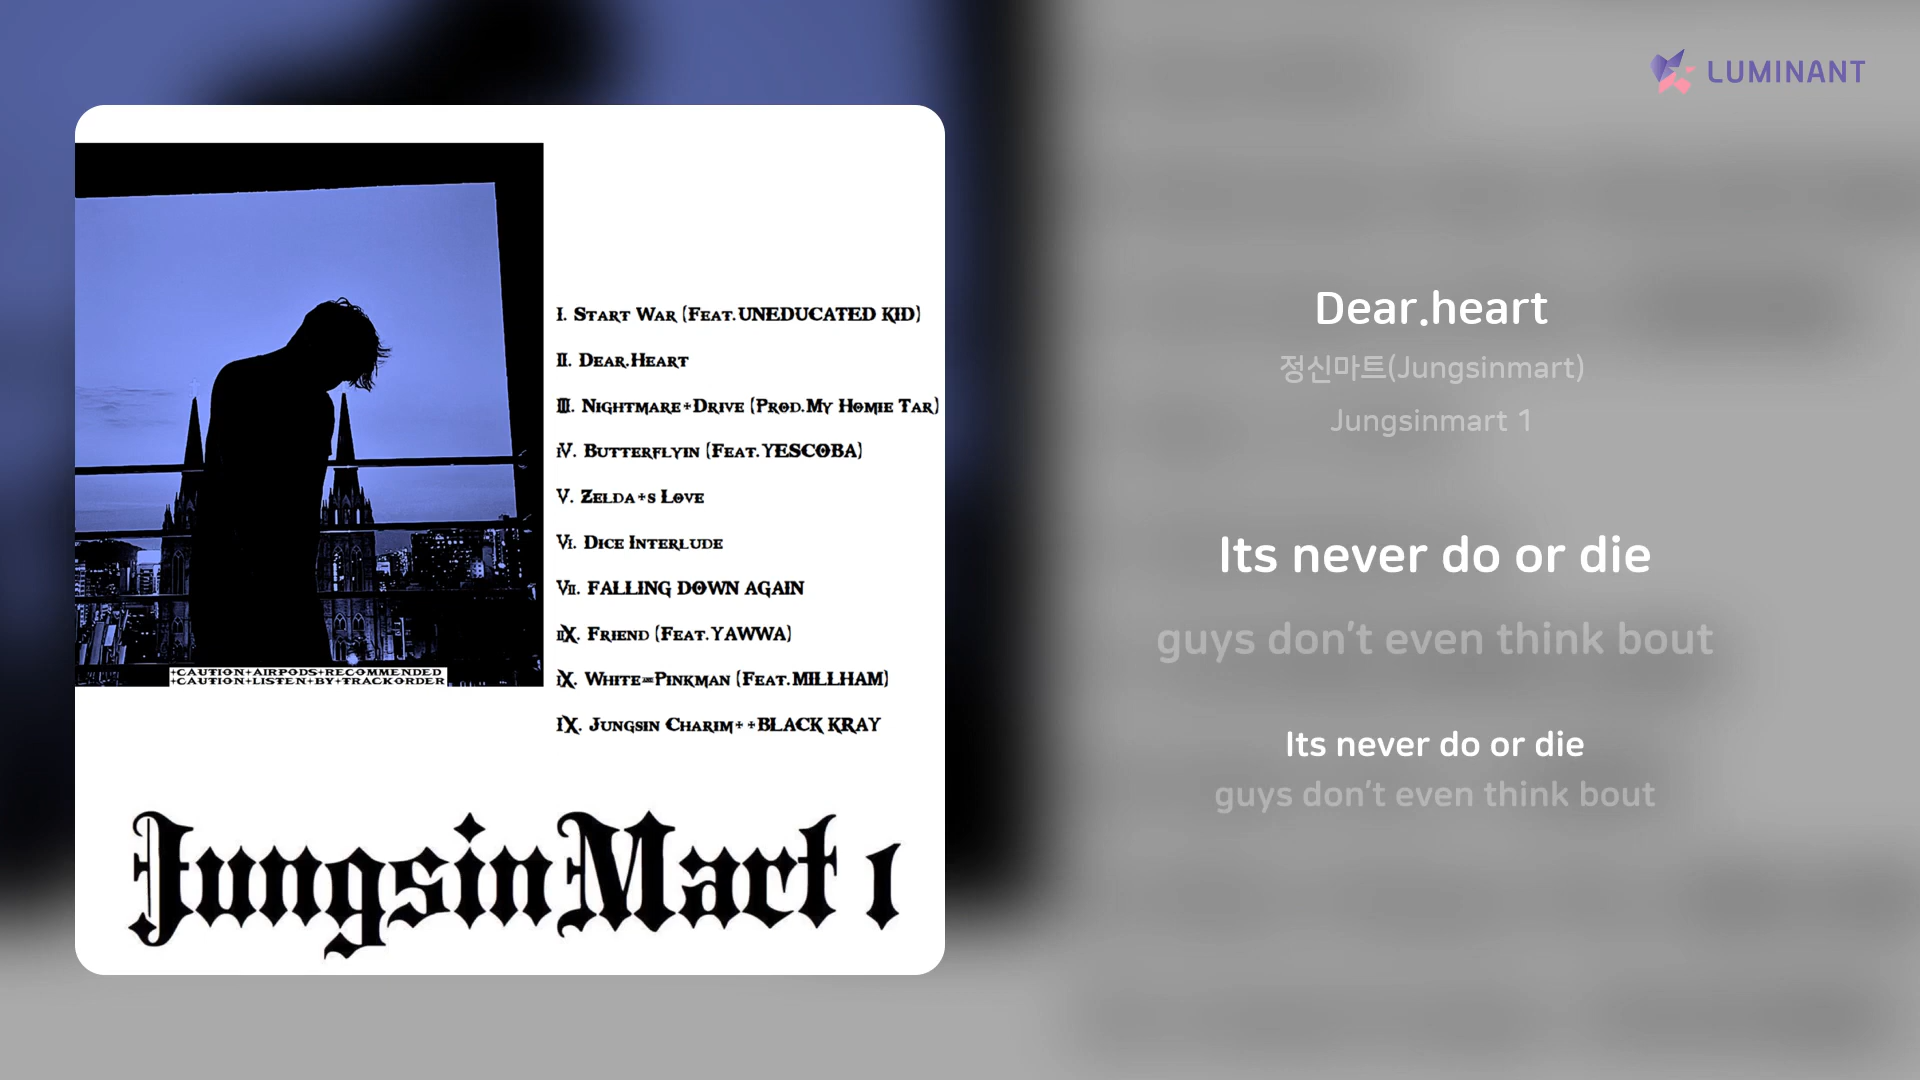 LUMINANT
I. Start War (Feat.UNEDUCATED KID)
II. Dear.Heart
III. Nightmare+Drive (Prod.My Homie Tar)
IV. Butterflyin (Feat.YESCOBA)
V. Zelda+s Love
VI. Dice Interlude
VII. FALLING DOWN AGAIN
IIX. Friend (Feat.YAWWA)
IX. White=Pinkman (Feat.MILLHAM)
IX. Jungsin Charim++BLACK KRAY
+CAUTION+AIRPODS+RECOMMENDED
+CAUTION+LISTEN+BY+TRACKORDER
JungsinMart 1
Dear.heart
정신마트(Jungsinmart)
Jungsinmart 1
Its never do or die
guys don't even think bout
Its never do or die
guys don't even think bout